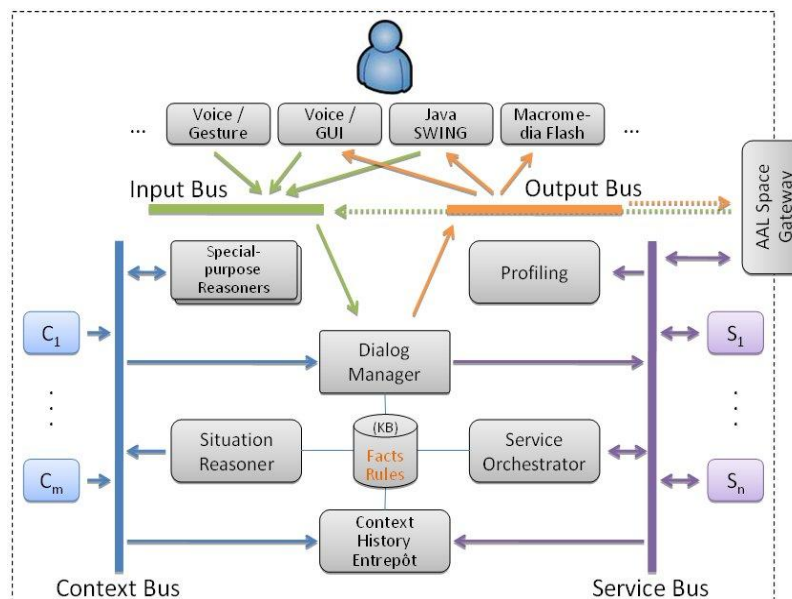 ...
Voice /
Gesture
Voice /
GUI
Java
SWING
Macrome-
dia Flash
...
Input Bus
Output Bus
AAL Space
Gateway
Special-
purpose
Reasoners
Profiling
C1
S1
Dialog
Manager
Situation
Reasoner
(KB)
Facts
Rules
Service
Orchestrator
Cm
Sn
Context
History
Entrepôt
Context Bus
Service Bus